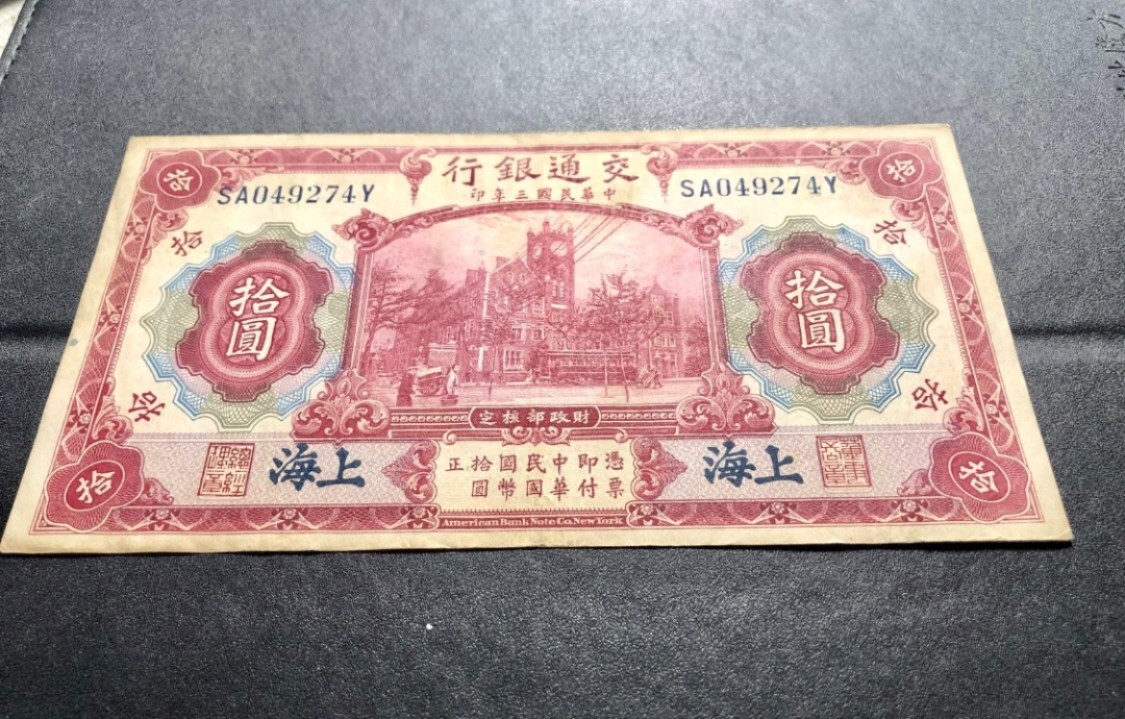 交通銀行
中華民國三年印
SA049274Y
SA049274Y
拾
拾
拾
拾
拾圓
拾圓
拾
拾
財政部核定
上海
上海
憑票即付中華民國國幣拾圓正
拾
拾
American Bank Note Co. New York.